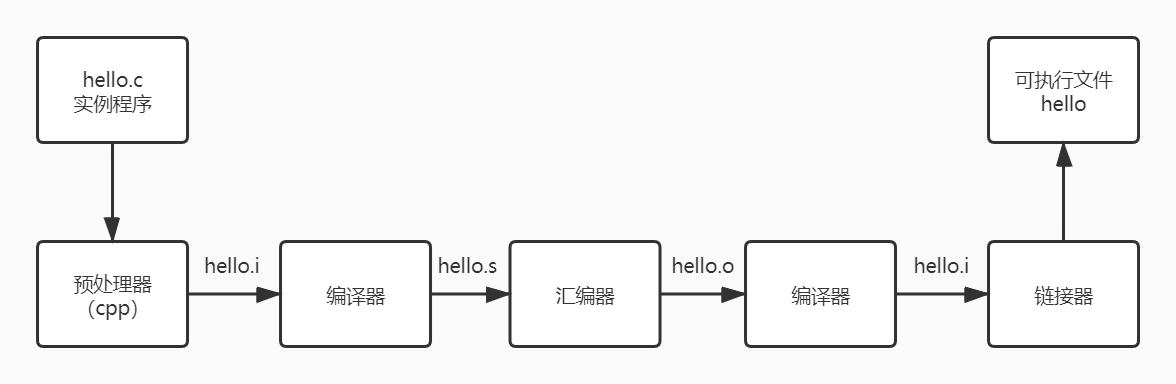 hello.c
实例程序
可执行文件
hello
预处理器
（cpp）
hello.i
编译器
hello.s
汇编器
hello.o
编译器
hello.i
链接器